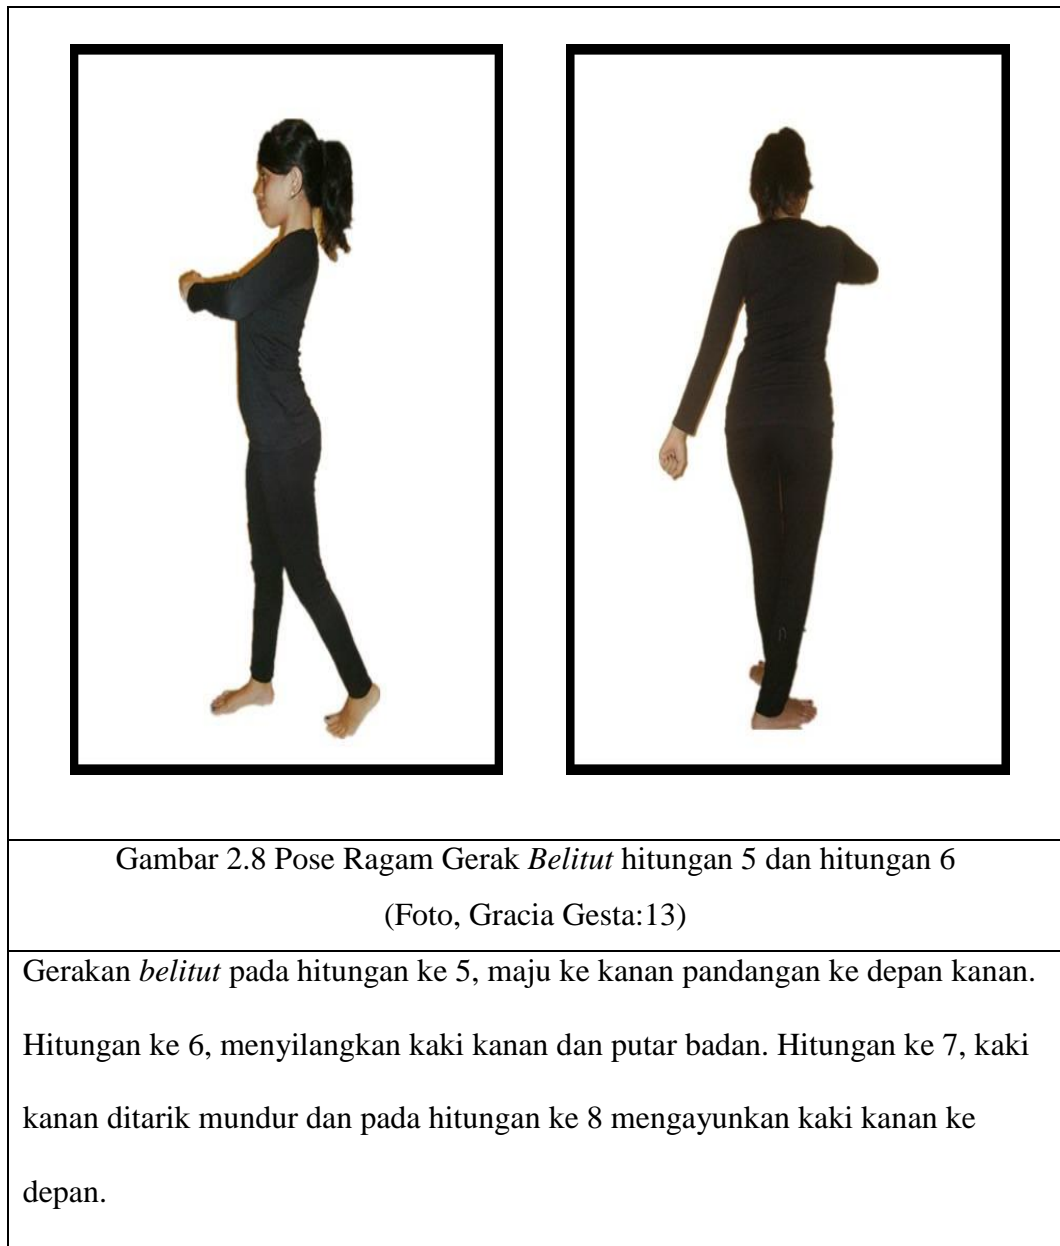 Gambar 2.8 Pose Ragam Gerak Belitut hitungan 5 dan hitungan 6
(Foto, Gracia Gesta:13)
Gerakan belitut pada hitungan ke 5, maju ke kanan pandangan ke depan kanan.
Hitungan ke 6, menyilangkan kaki kanan dan putar badan. Hitungan ke 7, kaki
kanan ditarik mundur dan pada hitungan ke 8 mengayunkan kaki kanan ke
depan.